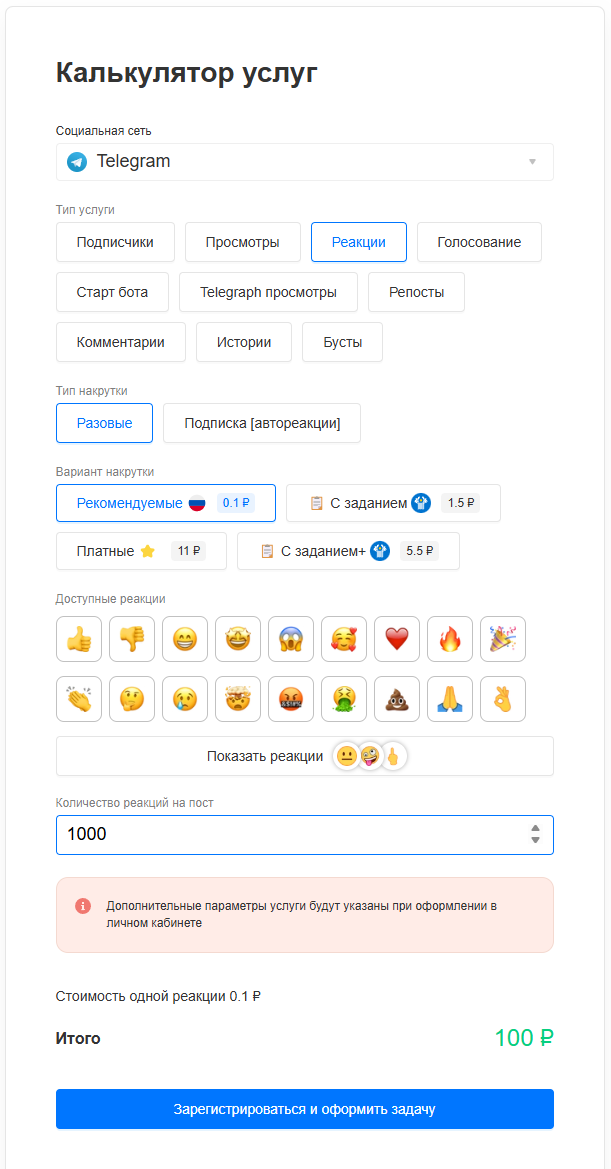 Калькулятор услуг
Социальная сеть
Telegram
Тип услуги
Подписчики Просмотры Реакции Голосование
Старт бота Telegraph просмотры Репосты
Комментарии Истории Бусты
Тип накрутки
Разовые Подписка [автореакции]
Вариант накрутки
Рекомендуемые 0.1 ₽ С заданием 1.5 ₽
Платные 11 ₽ С заданием+ 5.5 ₽
Доступные реакции
Показать реакции
Количество реакций на пост
1000
Дополнительные параметры услуги будут указаны при оформлении в
личном кабинете
Стоимость одной реакции 0.1 ₽
Итого 100 ₽
Зарегистрироваться и оформить задачу